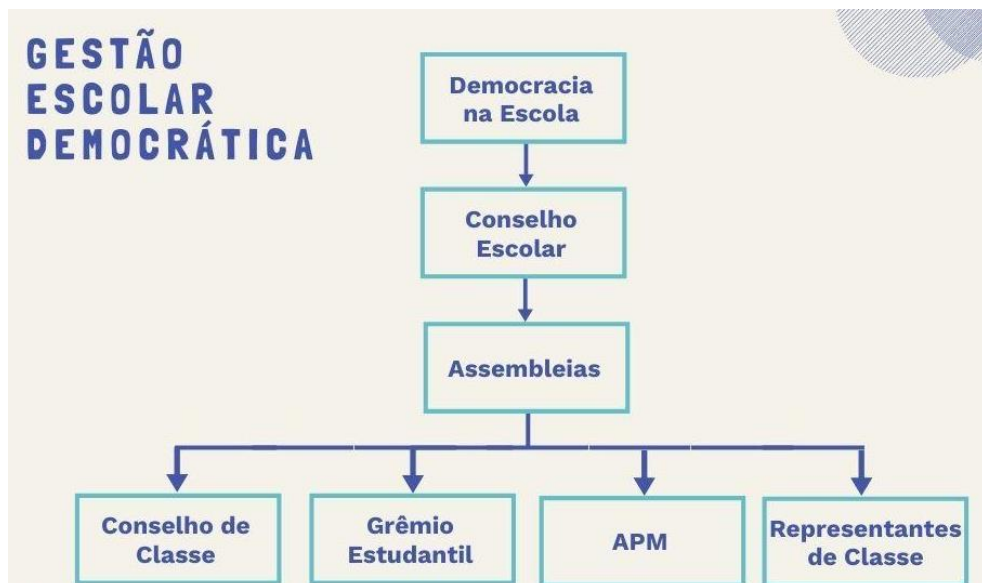 GESTÃO
ESCOLAR
DEMOCRÁTICA
Democracia
na Escola
Conselho
Escolar
Assembleias
Conselho de
Classe
Grêmio
Estudantil
APM
Representantes
de Classe